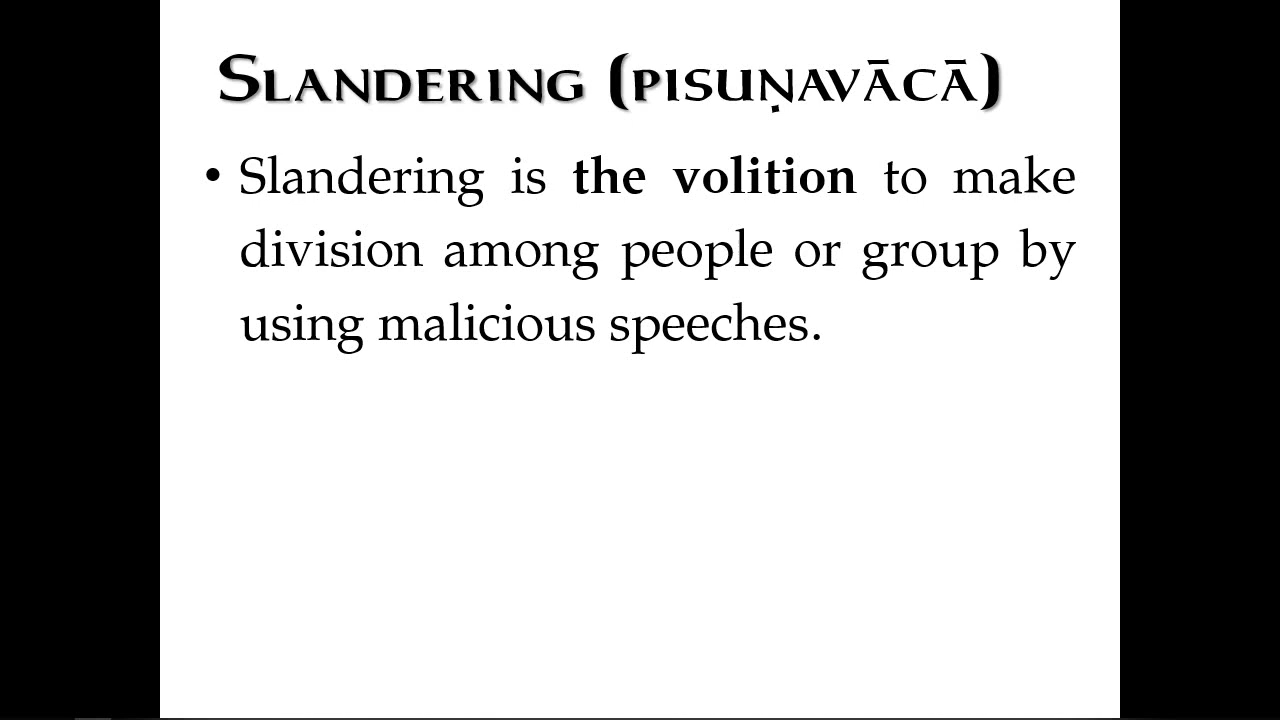 Slandering (pisuṇavācā)
• Slandering is the volition to make
division among people or group by
using malicious speeches.